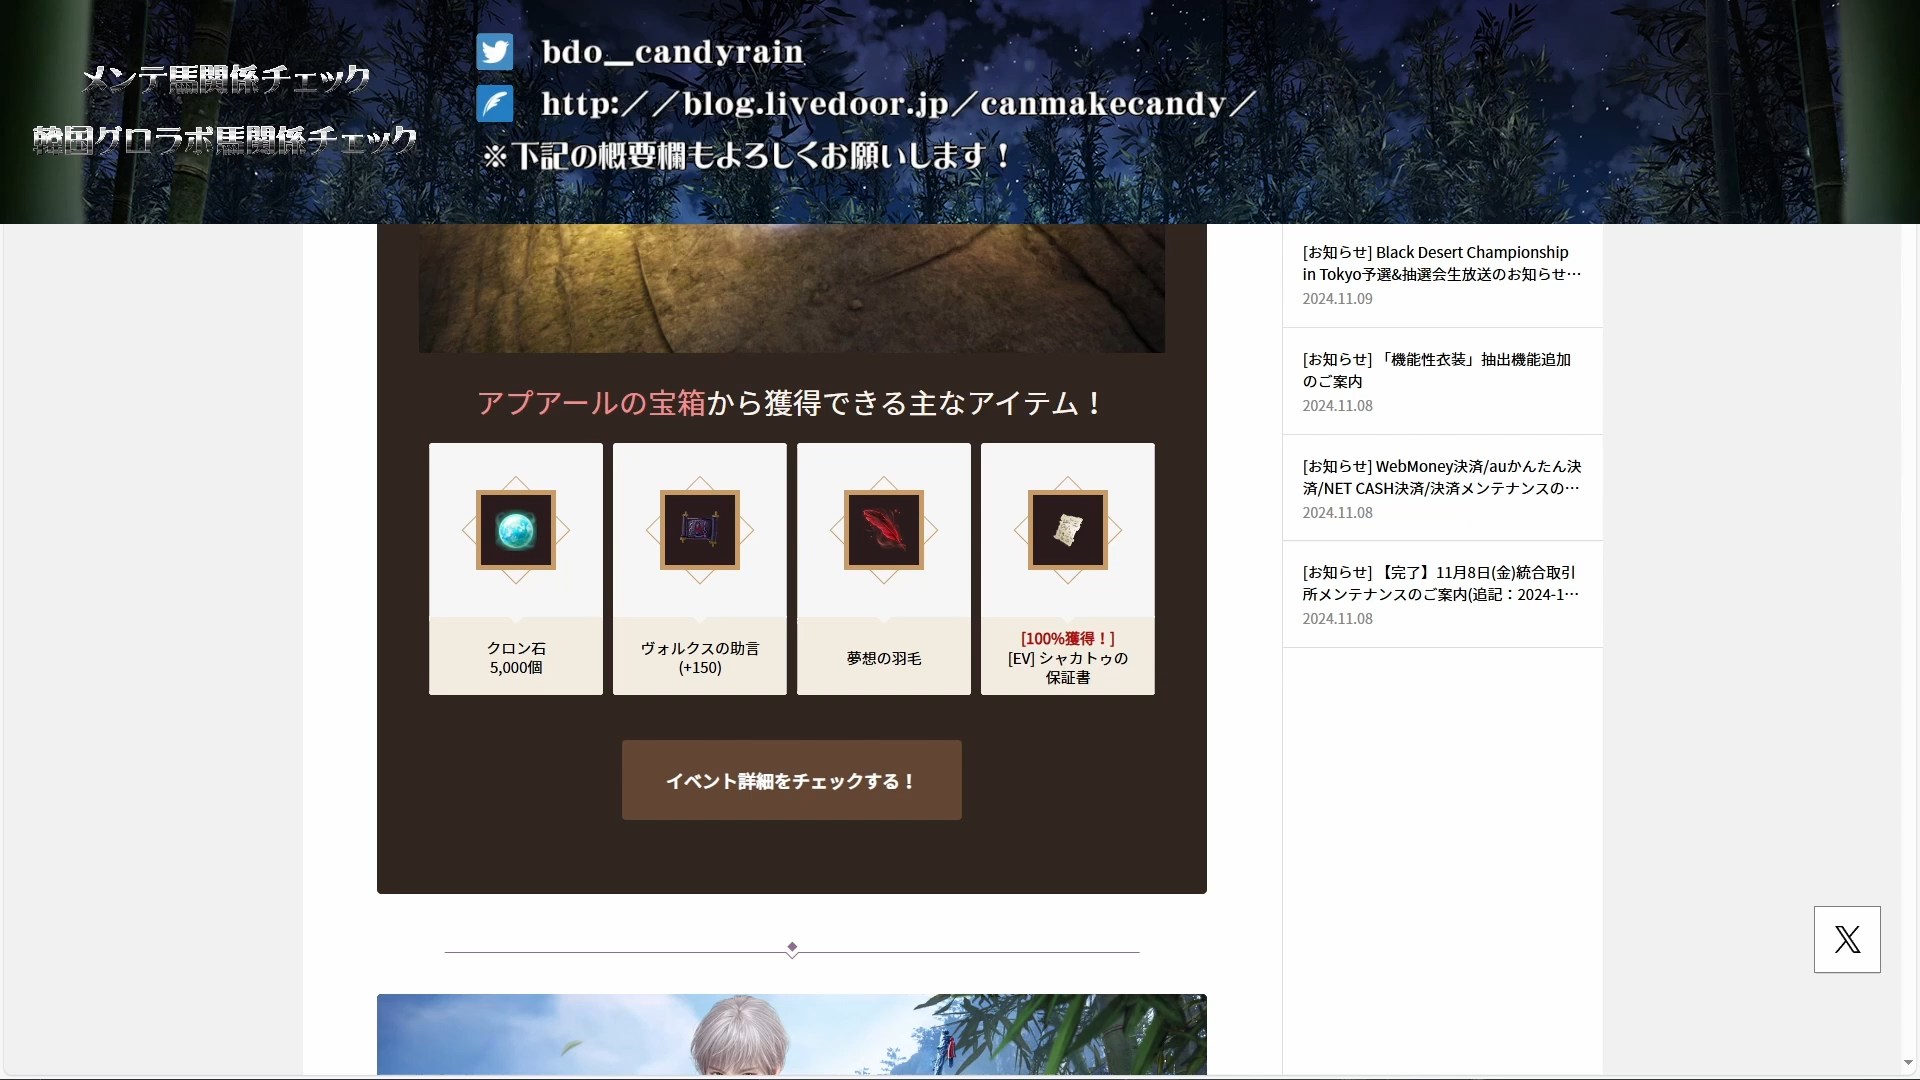 メンテ馬関係チェック
韓国グロラボ馬関係チェック
bdo__candyrain
http://blog.livedoor.jp/canmakecandy/
※下記の概要欄もよろしくお願いします！
アプアールの宝箱から獲得できる主なアイテム！
クロン石
5,000個
ヴォルクスの助言
(+150)
夢想の羽毛
[100%獲得！]
[EV] シャカトゥの
保証書
イベント詳細をチェックする！
[お知らせ] Black Desert Championship
in Tokyo予選&抽選会生放送のお知らせ…
2024.11.09
[お知らせ] 「機能性衣装」抽出機能追加
のご案内
2024.11.08
[お知らせ] WebMoney決済/auかんたん決
済/NET CASH決済/決済メンテナンスの…
2024.11.08
[お知らせ] 【完了】11月8日(金)統合取引
所メンテナンスのご案内(追記：2024-1…
2024.11.08